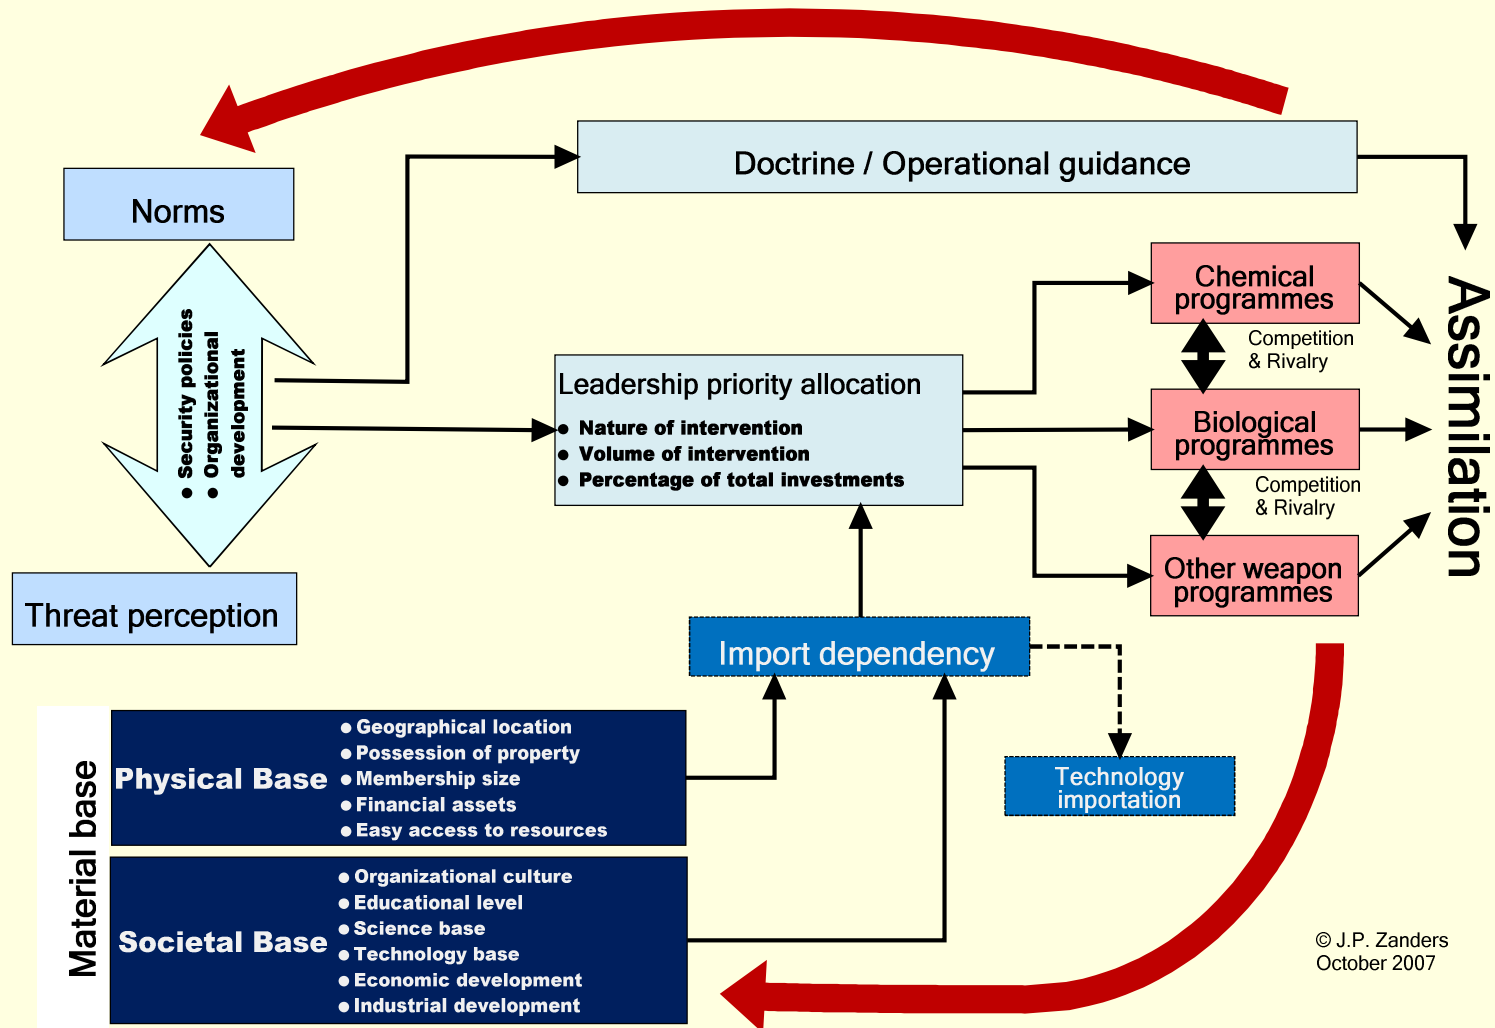 Doctrine / Operational guidance
Norms
● Security policies
● Organizational
development
Threat perception
Leadership priority allocation
● Nature of intervention
● Volume of intervention
● Percentage of total investments
Chemical
programmes
Competition
& Rivalry
Biological
programmes
Competition
& Rivalry
Other weapon
programmes
Assimilation
Import dependency
Technology
importation
Material base
Physical Base
● Geographical location
● Possession of property
● Membership size
● Financial assets
● Easy access to resources
Societal Base
● Organizational culture
● Educational level
● Science base
● Technology base
● Economic development
● Industrial development
© J.P. Zanders
October 2007